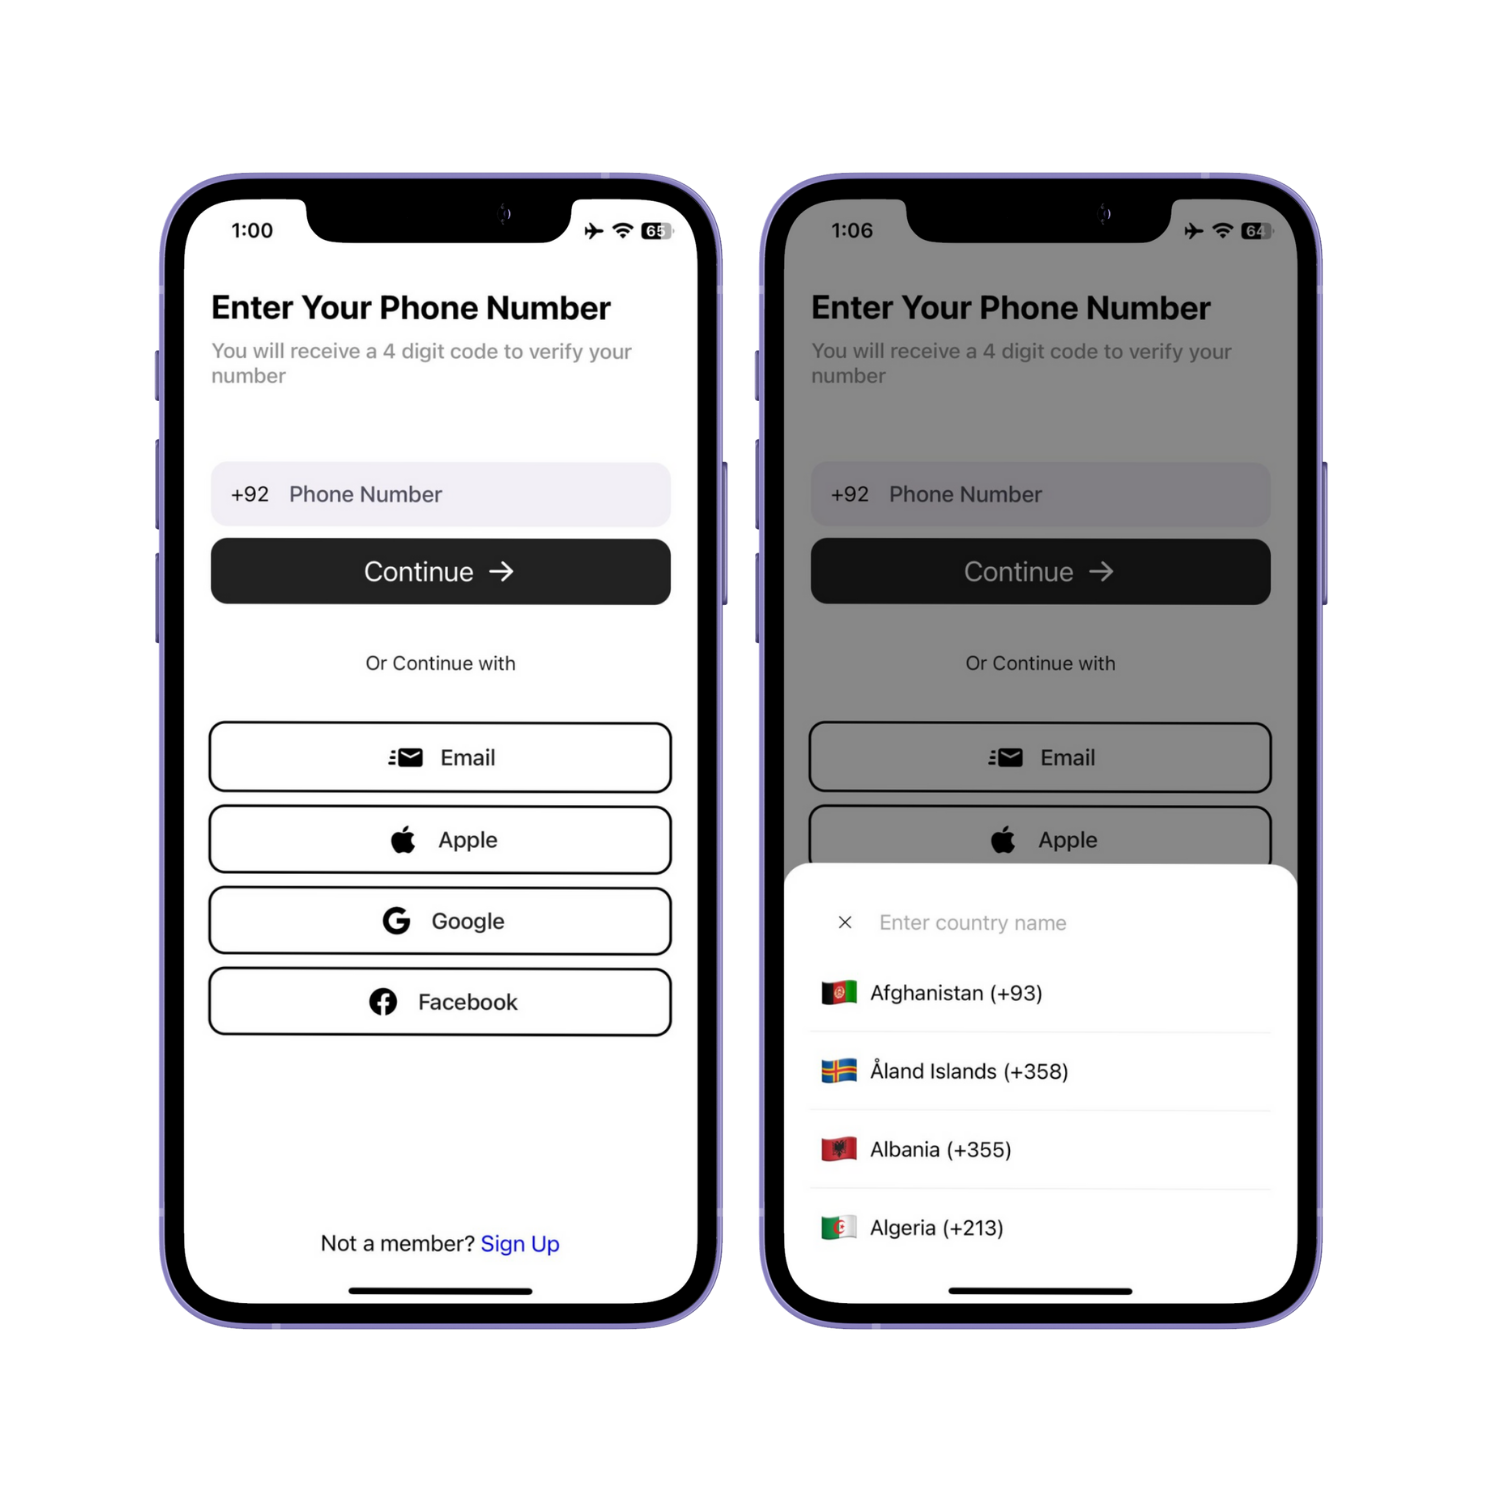 1:00
65
Enter Your Phone Number
You will receive a 4 digit code to verify your
number
+92 Phone Number
Continue →
Or Continue with
Email
Apple
Google
Facebook
Not a member? Sign Up
1:06
64
Enter Your Phone Number
You will receive a 4 digit code to verify your
number
+92 Phone Number
Continue →
Or Continue with
Email
Apple
× Enter country name
Afghanistan (+93)
Åland Islands (+358)
Albania (+355)
Algeria (+213)